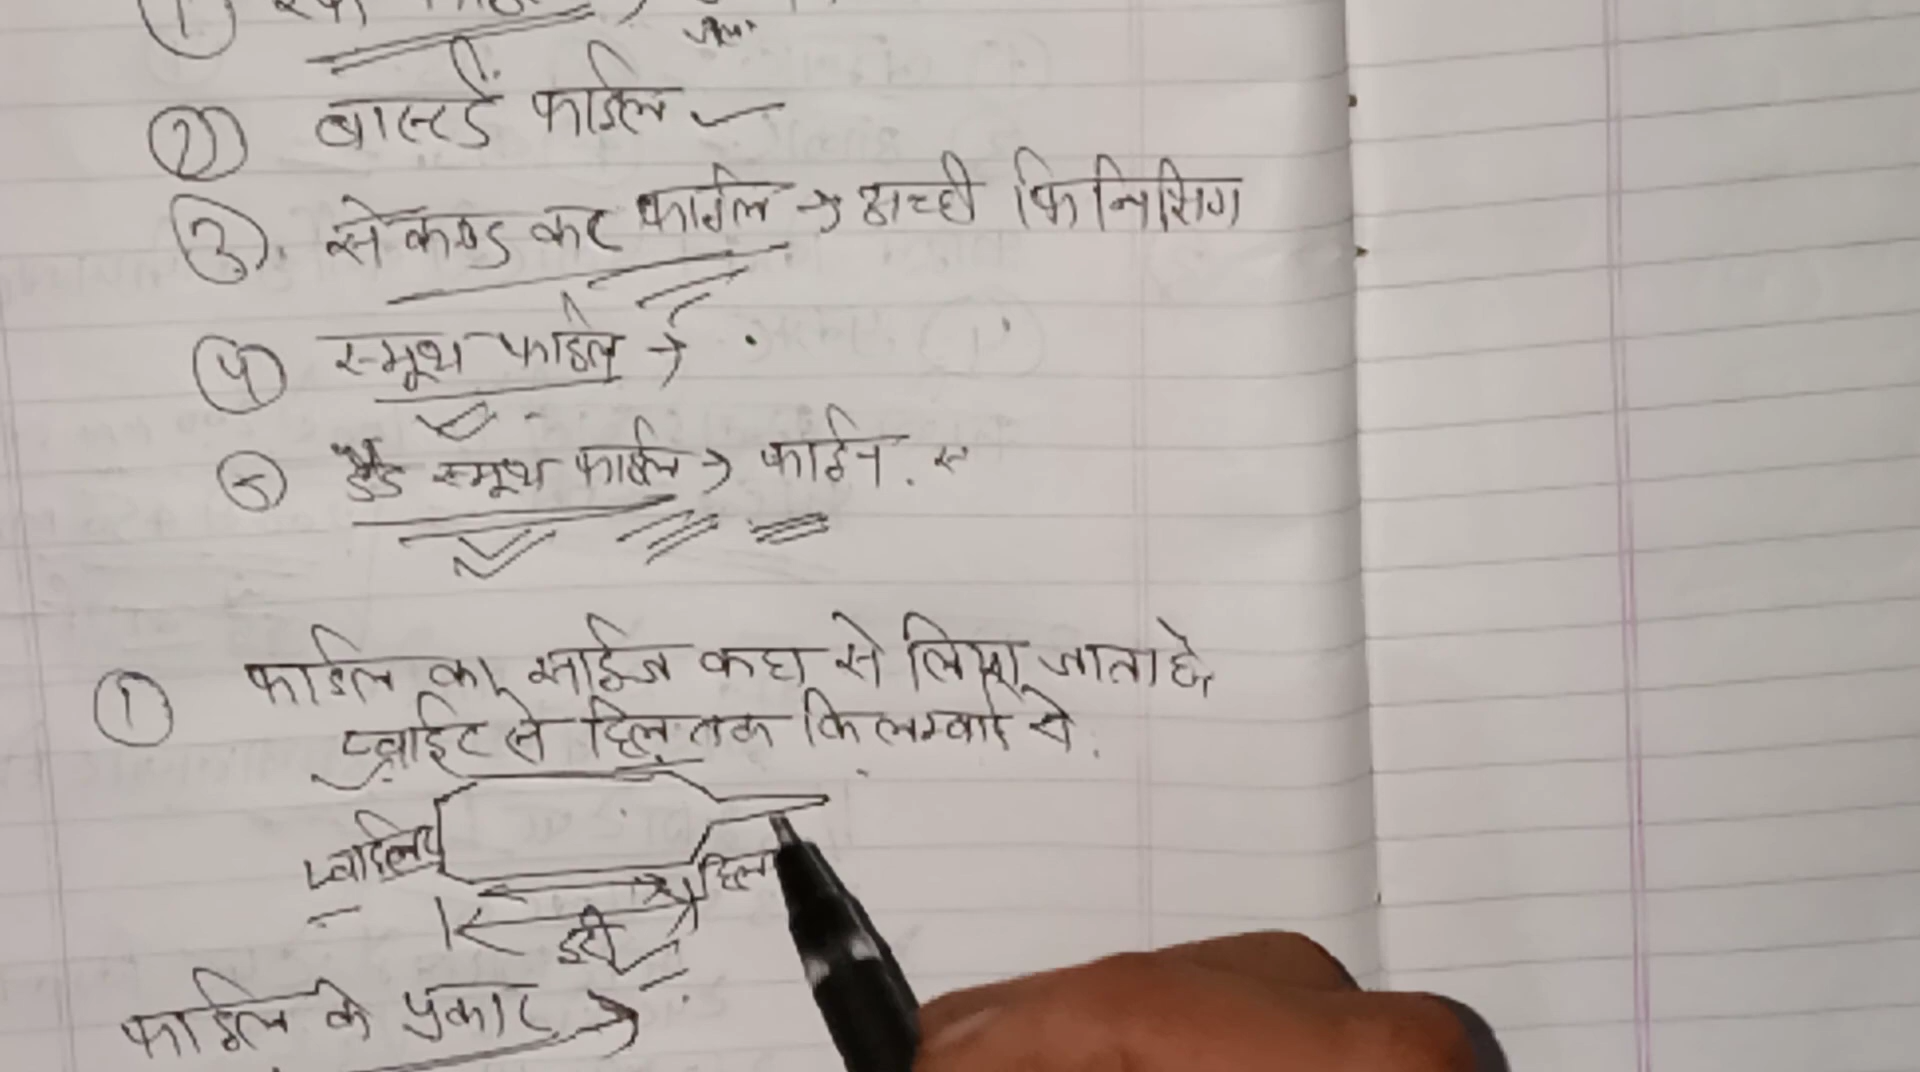 ①
② बास्टर्ड फाईल
③. सेकेण्ड कट फाईल → अच्छी फिनिसिंग
④ स्मूथ फाईल →
⑤ डैड स्मूथ फाईल → फाईन. स
① फाईल का साईज कहा से लिया जाता है,
प्वाईंट से हिल तक कि लम्बाई से.
हिल
दूरी
फाईल के प्रकार →